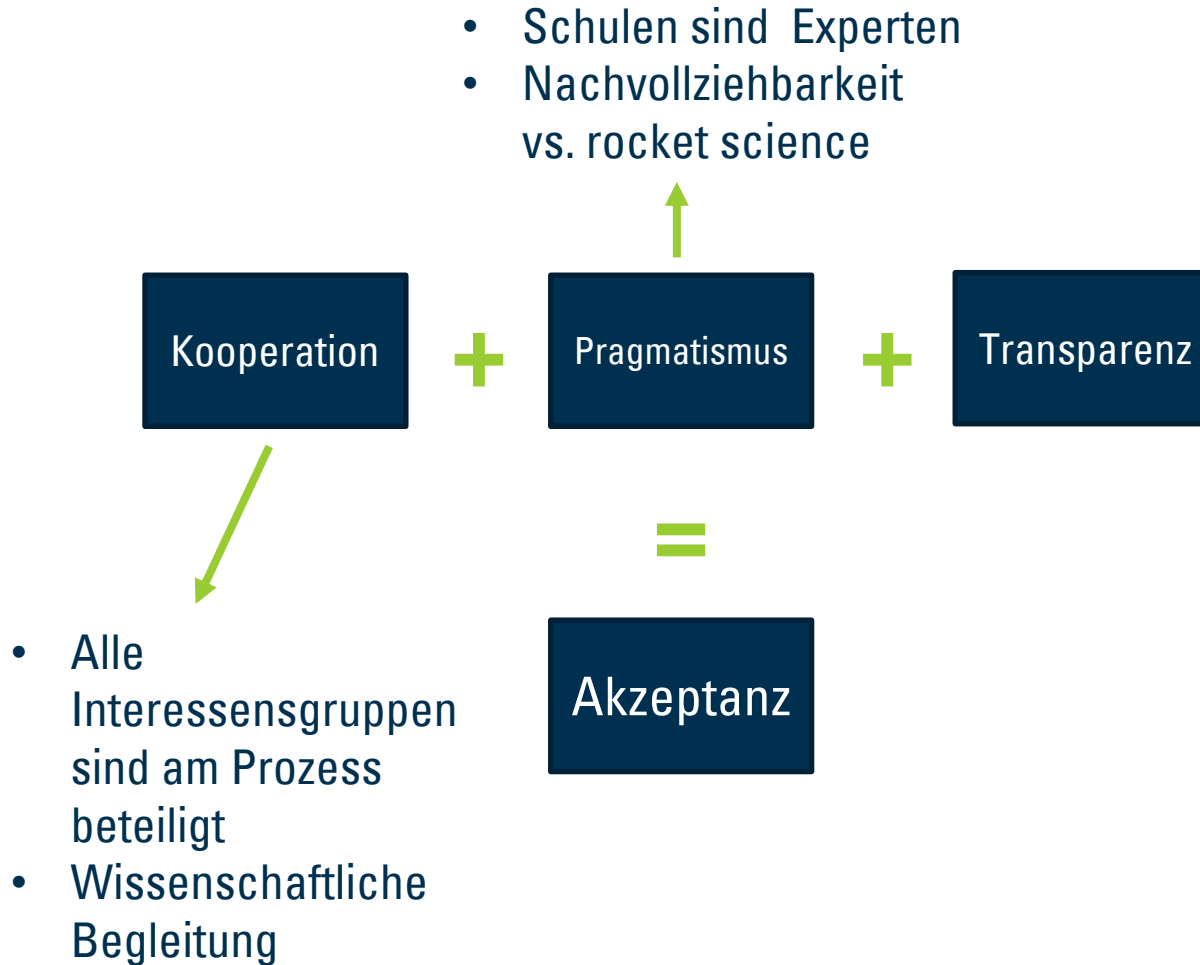 • Schulen sind Experten
• Nachvollziehbarkeit
vs. rocket science
Kooperation + Pragmatismus + Transparenz
=
Akzeptanz
• Alle
Interessensgruppen
sind am Prozess
beteiligt
• Wissenschaftliche
Begleitung